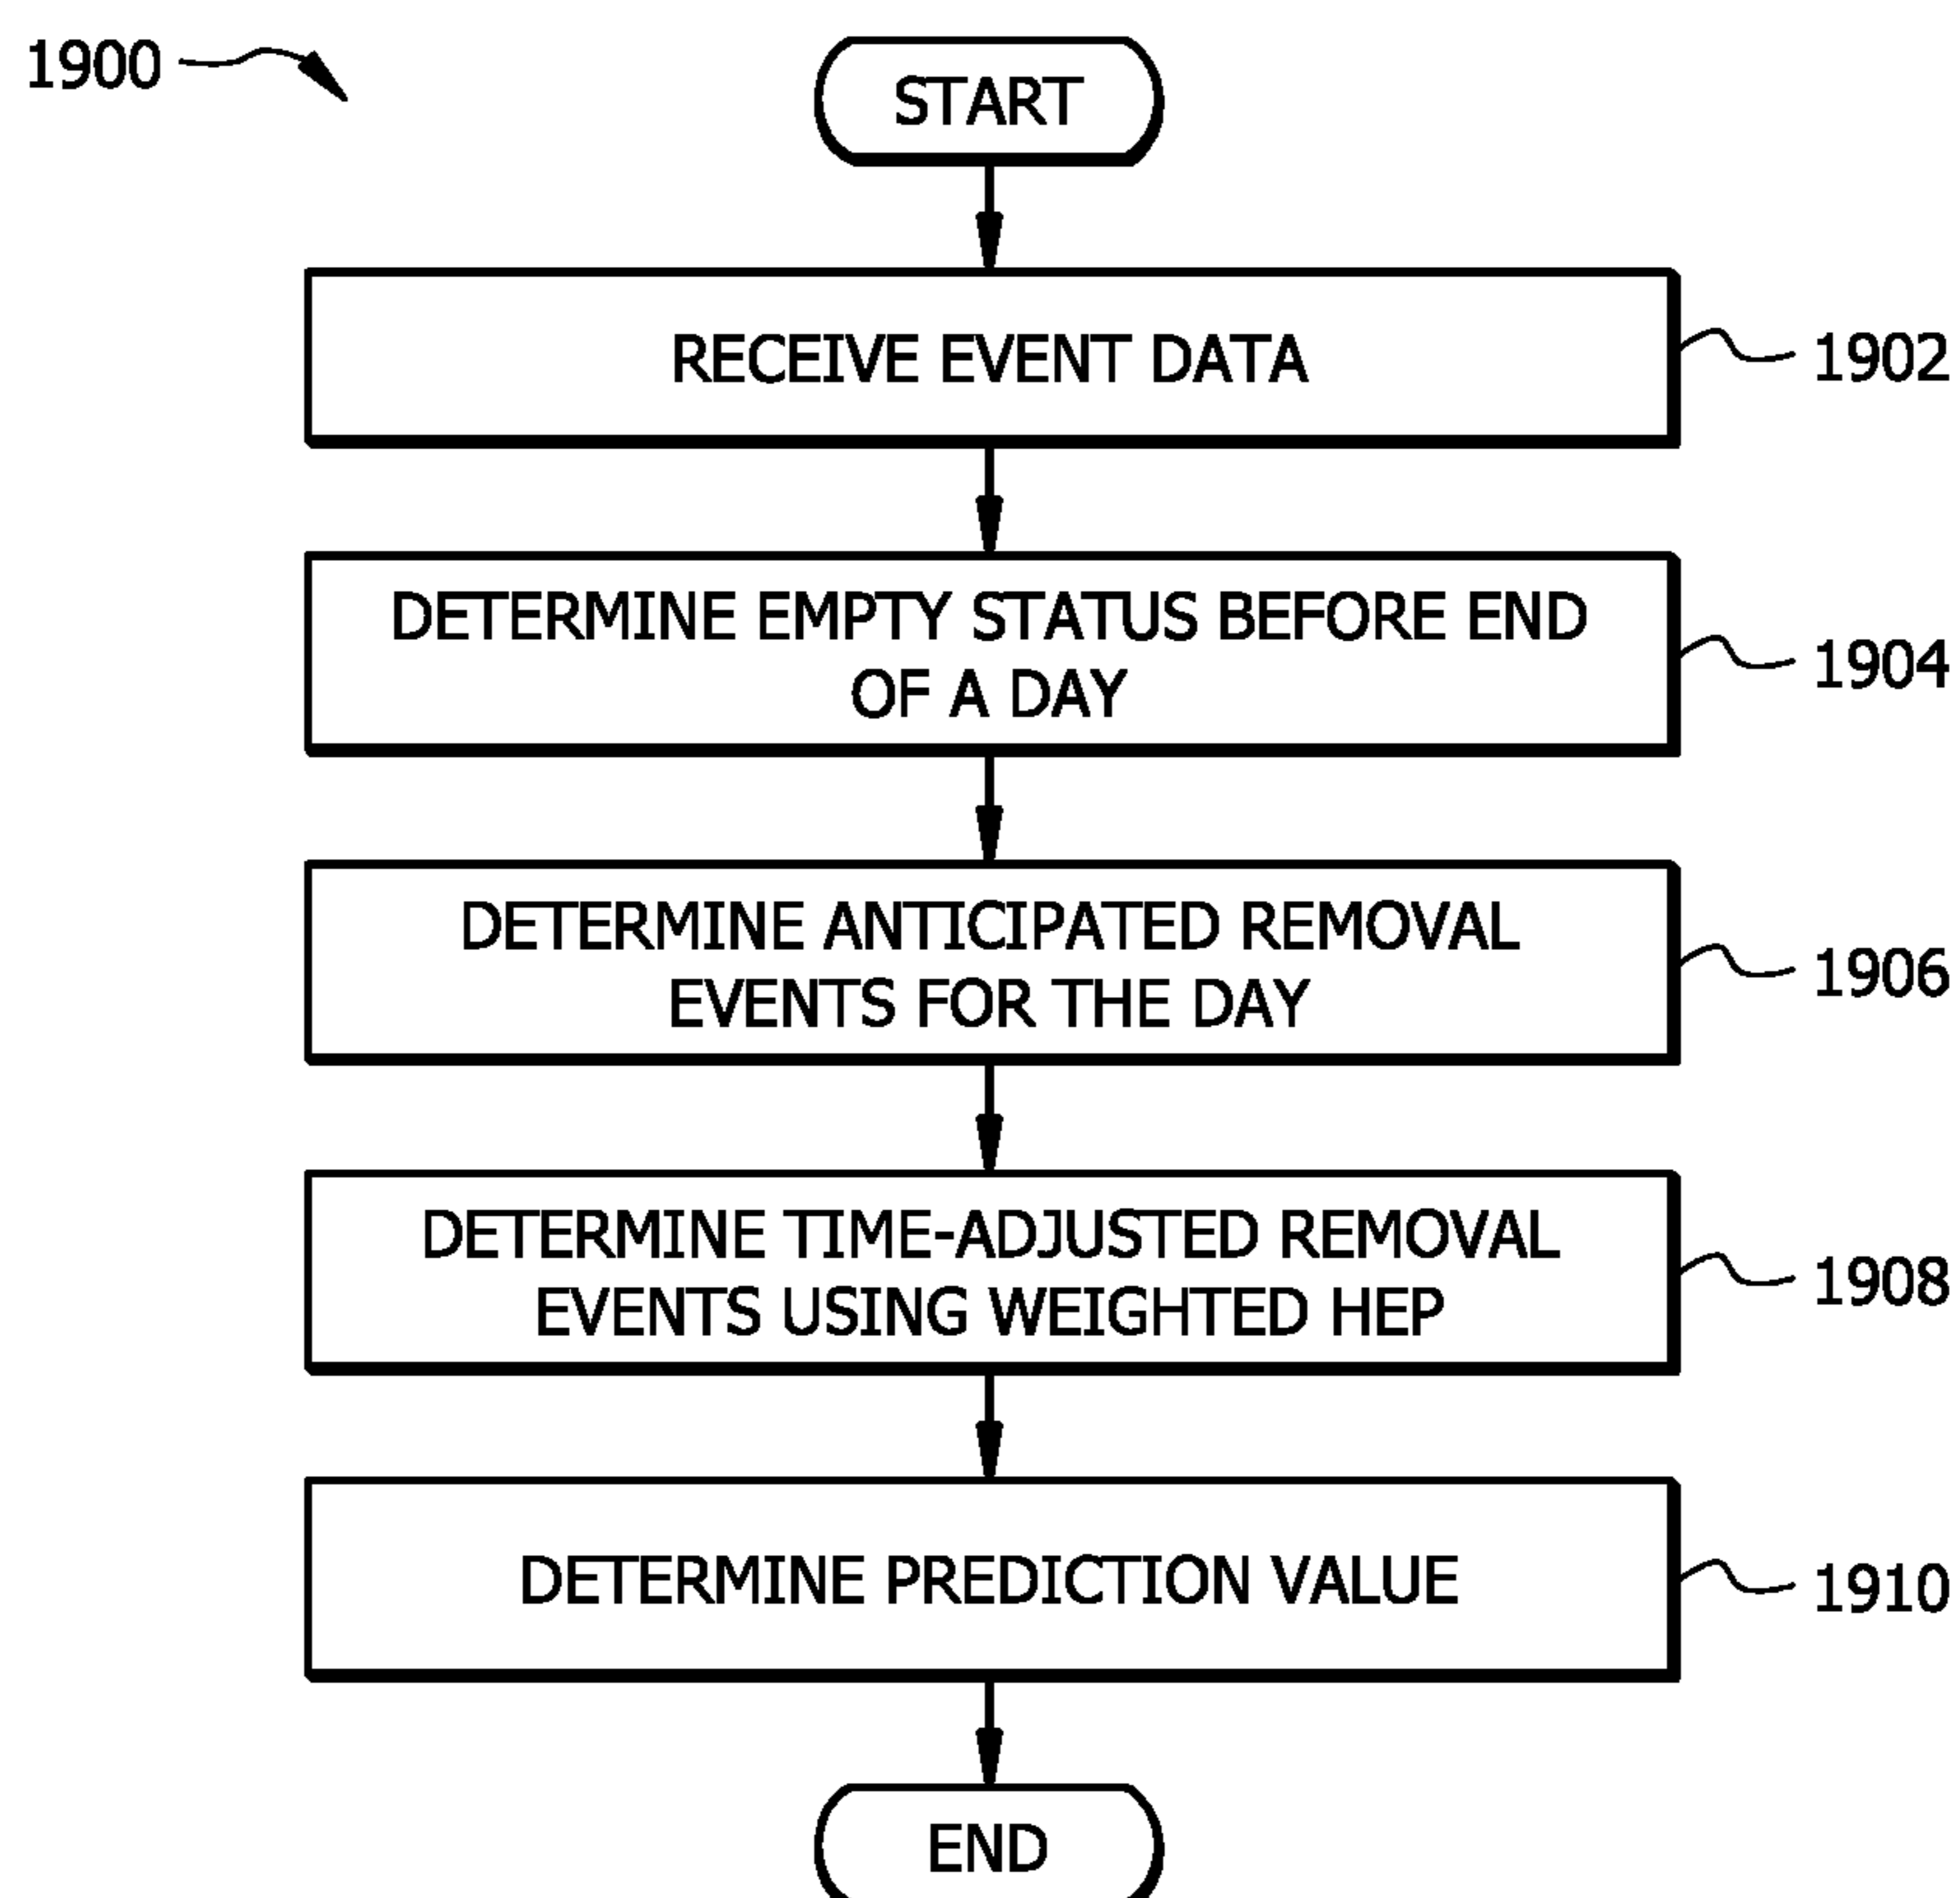 1900
START
RECEIVE EVENT DATA
1902
DETERMINE EMPTY STATUS BEFORE END
OF A DAY
1904
DETERMINE ANTICIPATED REMOVAL
EVENTS FOR THE DAY
1906
DETERMINE TIME-ADJUSTED REMOVAL
EVENTS USING WEIGHTED HEP
1908
DETERMINE PREDICTION VALUE
1910
END